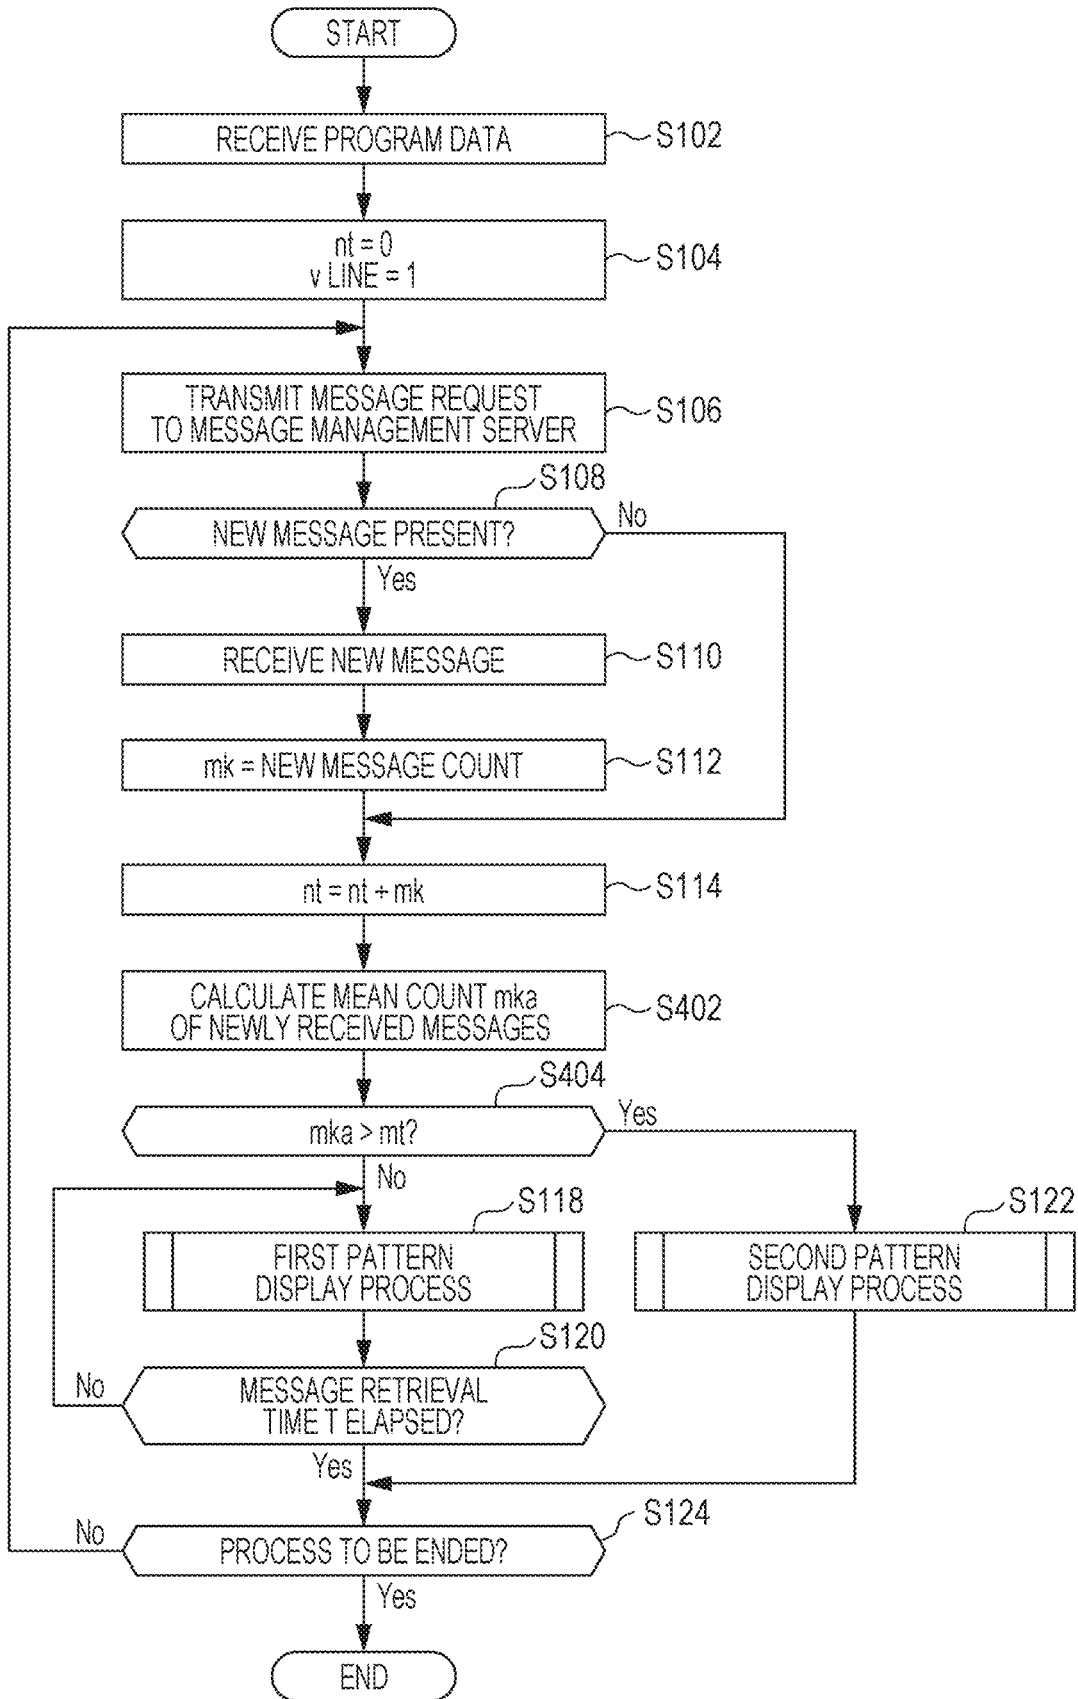 START
RECEIVE PROGRAM DATA
S102
nt = 0
v LINE = 1
S104
TRANSMIT MESSAGE REQUEST
TO MESSAGE MANAGEMENT SERVER
S106
S108
NEW MESSAGE PRESENT?
No
Yes
RECEIVE NEW MESSAGE
S110
mk = NEW MESSAGE COUNT
S112
nt = nt + mk
S114
CALCULATE MEAN COUNT mka
OF NEWLY RECEIVED MESSAGES
S402
S404
mka > mt?
Yes
No
S118
FIRST PATTERN
DISPLAY PROCESS
S122
SECOND PATTERN
DISPLAY PROCESS
S120
MESSAGE RETRIEVAL
TIME T ELAPSED?
No
Yes
S124
PROCESS TO BE ENDED?
No
Yes
END